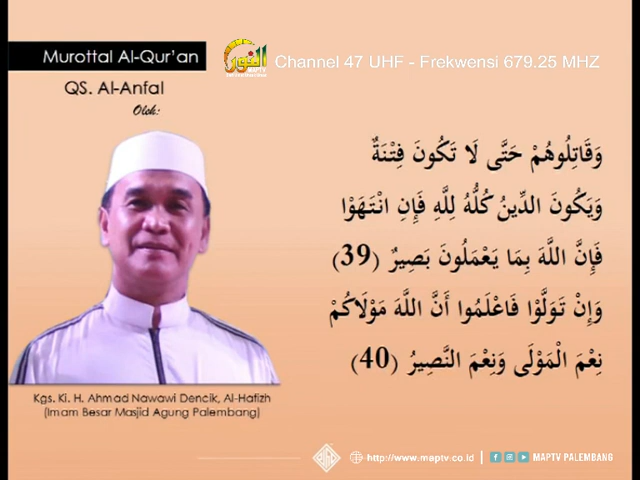 Murottal Al-Qur'an
النور
MAPTV
Channel 47 UHF - Frekwensi 679.25 MHZ
QS. Al-Anfal
Oleh:
وَقَاتِلُوهُمْ حَتَّى لَا تَكُونَ فِتْنَةٌ
وَيَكُونَ الدِّينُ كُلُّهُ لِلَّهِ فَإِنِ انْتَهَوْا
فَإِنَّ اللَّهَ بِمَا يَعْمَلُونَ بَصِيرٌ (39)
وَإِنْ تَوَلَّوْا فَاعْلَمُوا أَنَّ اللَّهَ مَوْلَاكُمْ
نِعْمَ الْمَوْلَى وَنِعْمَ النَّصِيرُ (40)
Kgs. Ki. H. Ahmad Nawawi Dencik, Al-Hafizh
(Imam Besar Masjid Agung Palembang)
http://www.maptv-co.id
MAPTV PALEMBANG